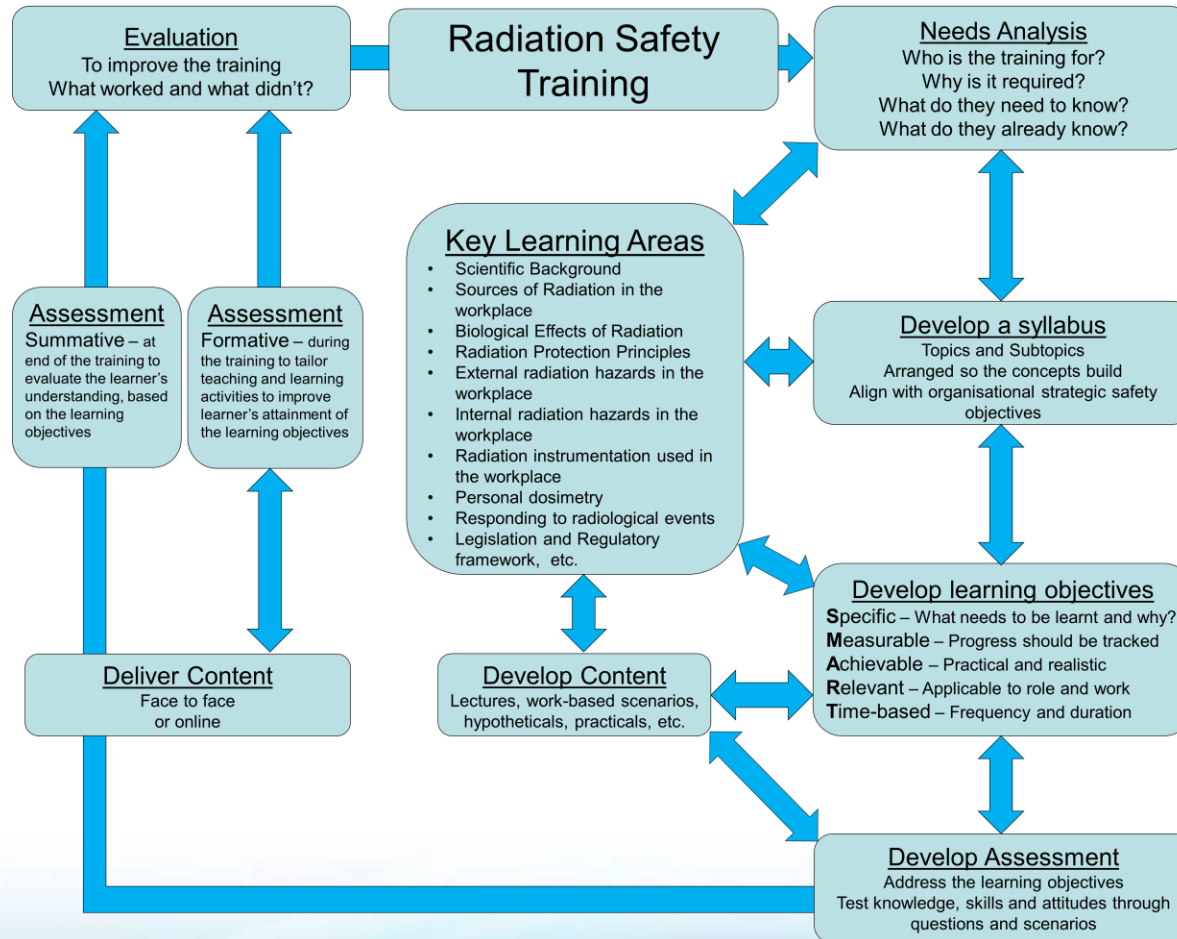 Evaluation
To improve the training
What worked and what didn't?
Radiation Safety
Training
Needs Analysis
Who is the training for?
Why is it required?
What do they need to know?
What do they already know?
Key Learning Areas
• Scientific Background
• Sources of Radiation in the
workplace
• Biological Effects of Radiation
• Radiation Protection Principles
• External radiation hazards in the
workplace
• Internal radiation hazards in the
workplace
• Radiation instrumentation used in
the workplace
• Personal dosimetry
• Responding to radiological events
• Legislation and Regulatory
framework, etc.
Assessment
Summative – at
end of the training to
evaluate the learner's
understanding, based
on the learning
objectives
Assessment
Formative – during
the training to tailor
teaching and learning
activities to improve
learner's attainment of
the learning objectives
Develop a syllabus
Topics and Subtopics
Arranged so the concepts build
Align with organisational strategic safety
objectives
Develop learning objectives
Specific – What needs to be learnt and why?
Measurable – Progress should be tracked
Achievable – Practical and realistic
Relevant – Applicable to role and work
Time-based – Frequency and duration
Deliver Content
Face to face
or online
Develop Content
Lectures, work-based scenarios,
hypotheticals, practicals, etc.
Develop Assessment
Address the learning objectives
Test knowledge, skills and attitudes through
questions and scenarios